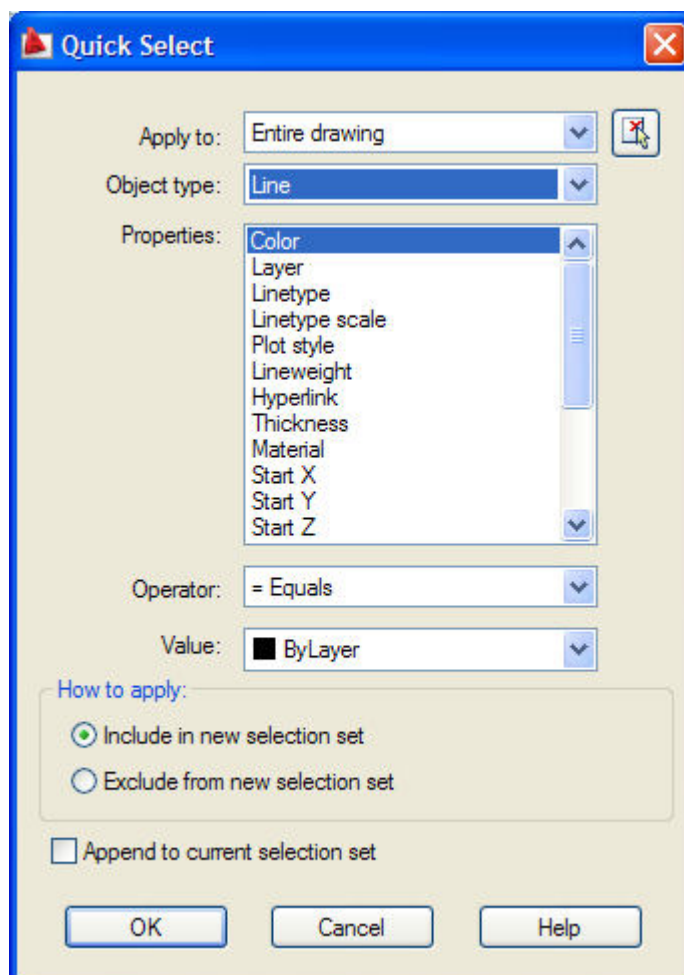 Quick Select
Apply to: Entire drawing
Object type: Line
Properties: Color
Layer
Linetype
Linetype scale
Plot style
Lineweight
Hyperlink
Thickness
Material
Start X
Start Y
Start Z
Operator: = Equals
Value: ByLayer
How to apply:
Include in new selection set
Exclude from new selection set
Append to current selection set
OK Cancel Help